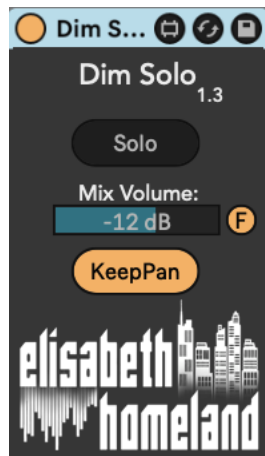 Dim S...
Dim Solo
1.3
Solo
Mix Volume:
-12 dB
F
KeepPan
elisabeth
homeland